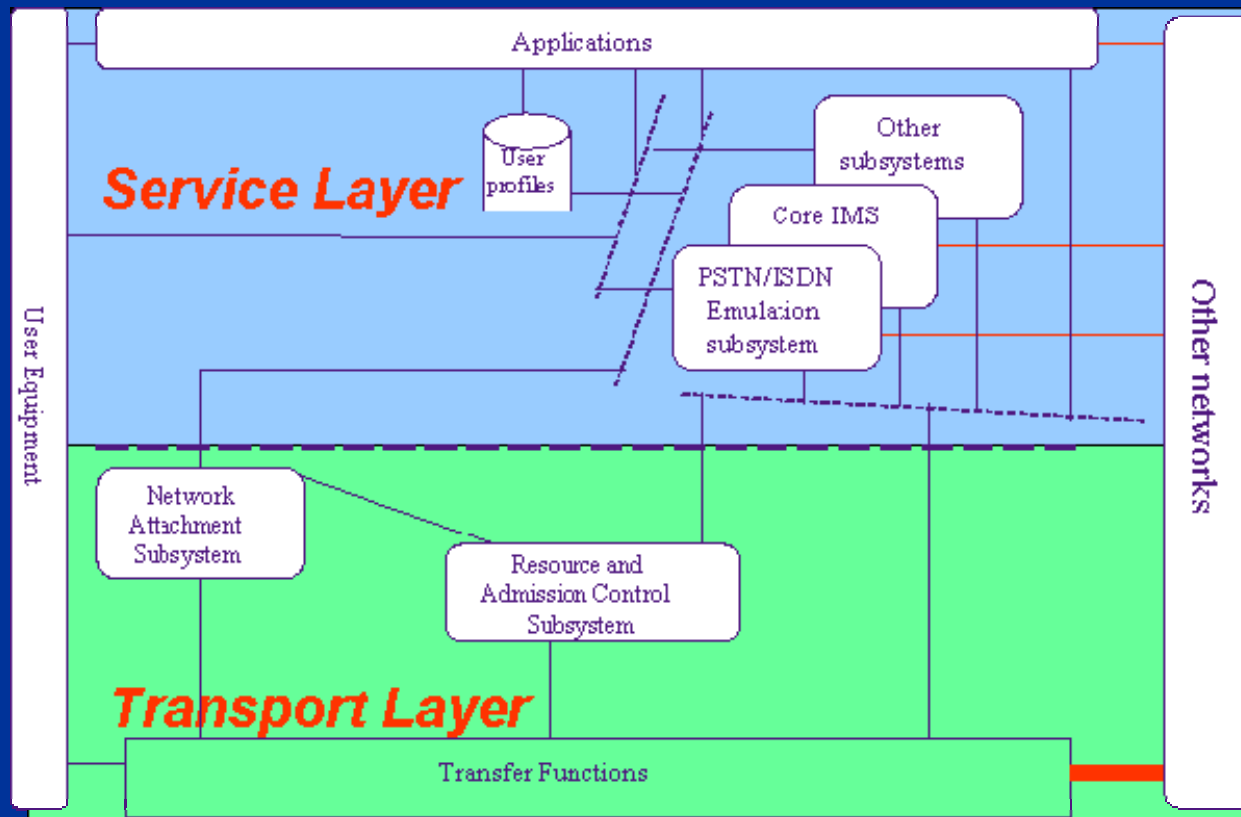 Applications
User
profiles
Other
subsystems
Service Layer
Core IMS
PSTN/ISDN
Emulation
subsystem
User Equipment
Other networks
Network
Attachment
Subsystem
Resource and
Admission Control
Subsystem
Transport Layer
Transfer Functions